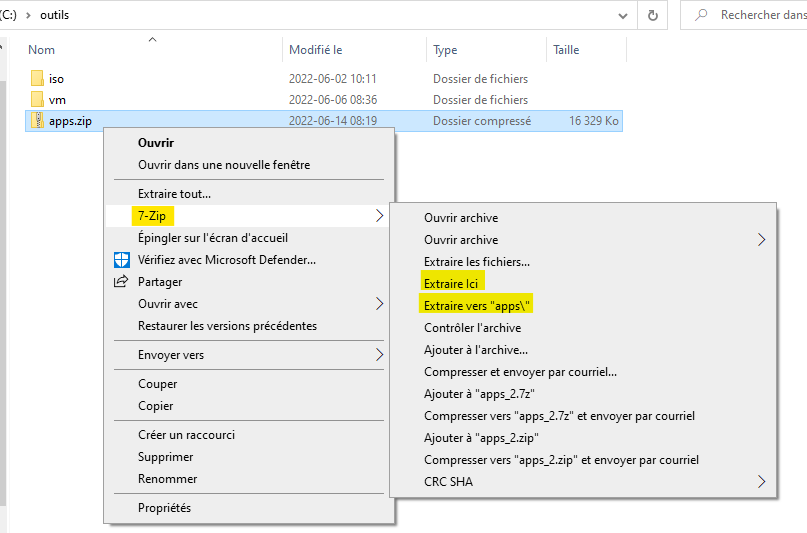 (C:) > outils
Rechercher dans
Nom Modifié le Type Taille
iso 2022-06-02 10:11 Dossier de fichiers
vm 2022-06-06 08:36 Dossier de fichiers
apps.zip 2022-06-14 08:19 Dossier compressé 16 329 Ko
Ouvrir
Ouvrir dans une nouvelle fenêtre
Extraire tout...
7-Zip
Épingler sur l'écran d'accueil
Vérifiez avec Microsoft Defender...
Partager
Ouvrir avec
Restaurer les versions précédentes
Envoyer vers
Couper
Copier
Créer un raccourci
Supprimer
Renommer
Propriétés
Ouvrir archive
Ouvrir archive
Extraire les fichiers...
Extraire Ici
Extraire vers "apps\"
Contrôler l'archive
Ajouter à l'archive...
Compresser et envoyer par courriel...
Ajouter à "apps_2.7z"
Compresser vers "apps_2.7z" et envoyer par courriel
Ajouter à "apps_2.zip"
Compresser vers "apps_2.zip" et envoyer par courriel
CRC SHA